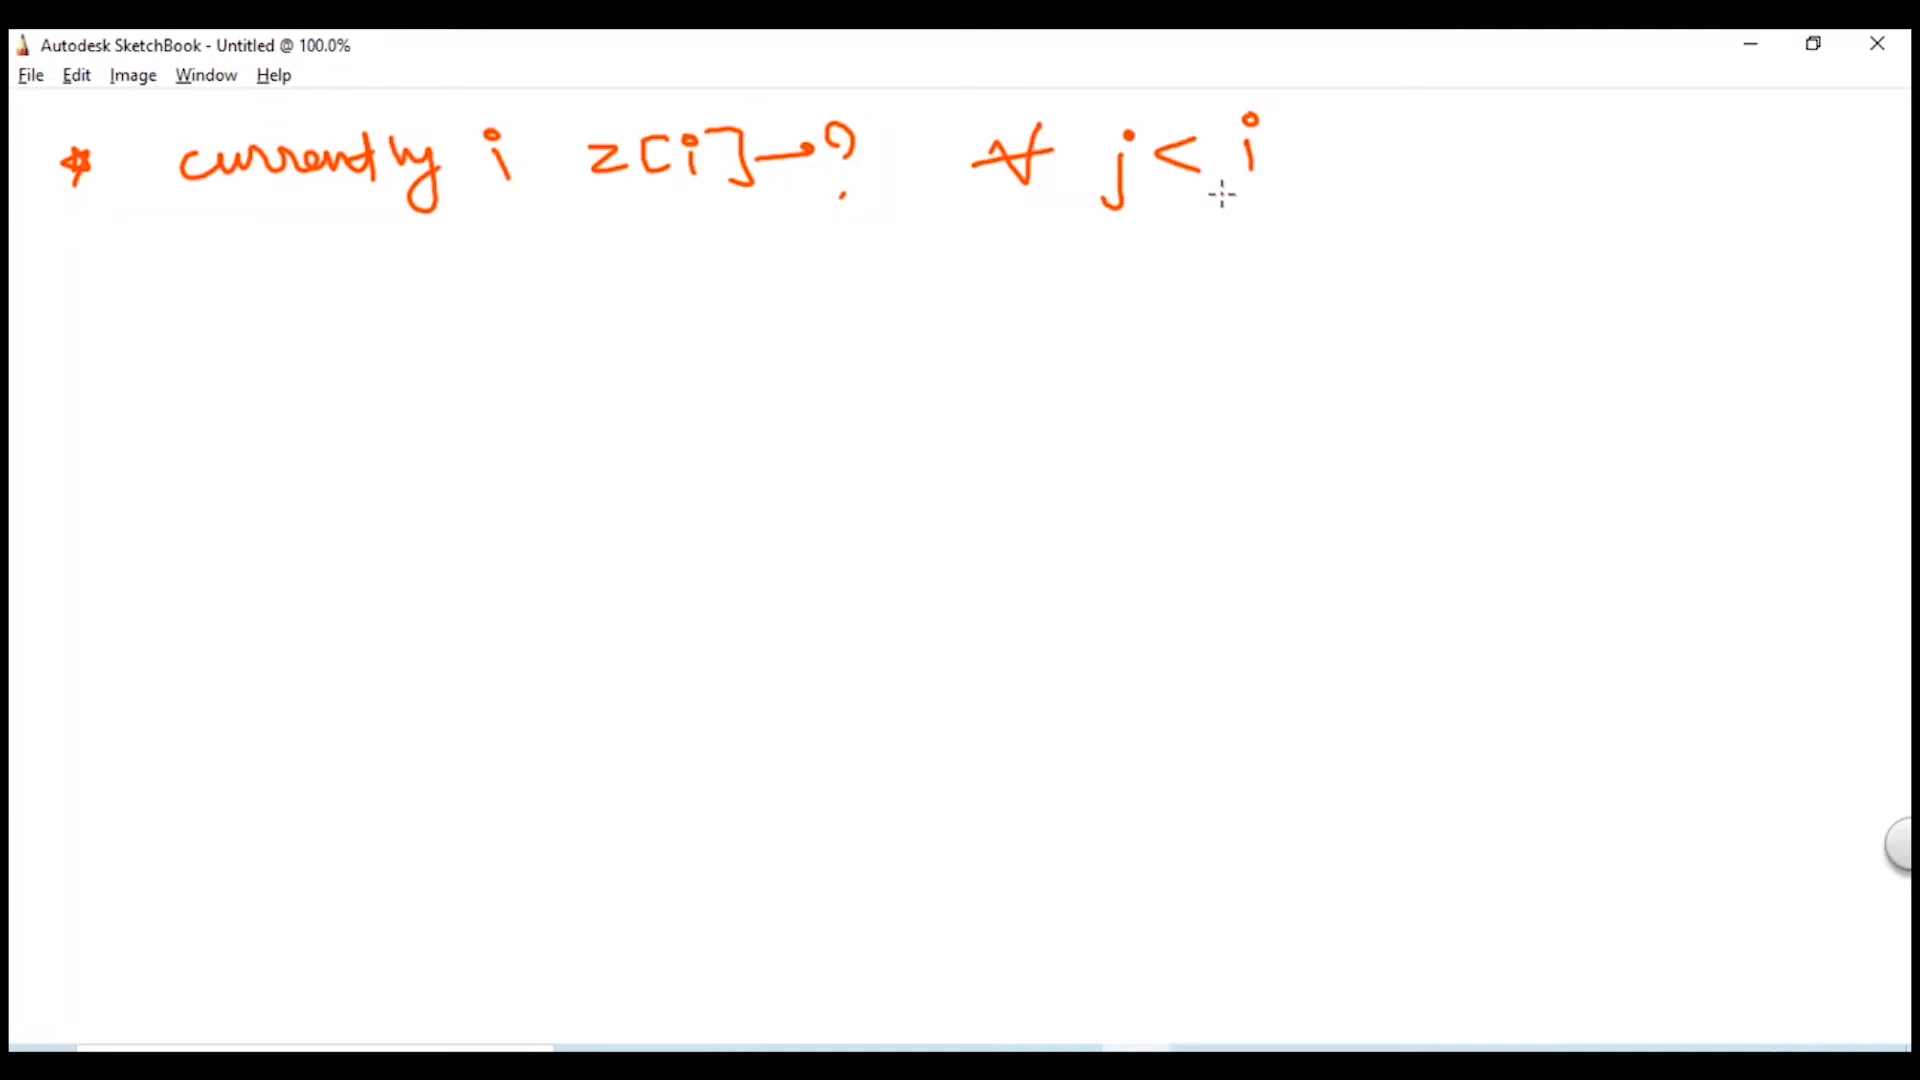 Autodesk SketchBook - Untitled @ 100.0%
File Edit Image Window Help
* currently i z[i]→? ∀ j < i